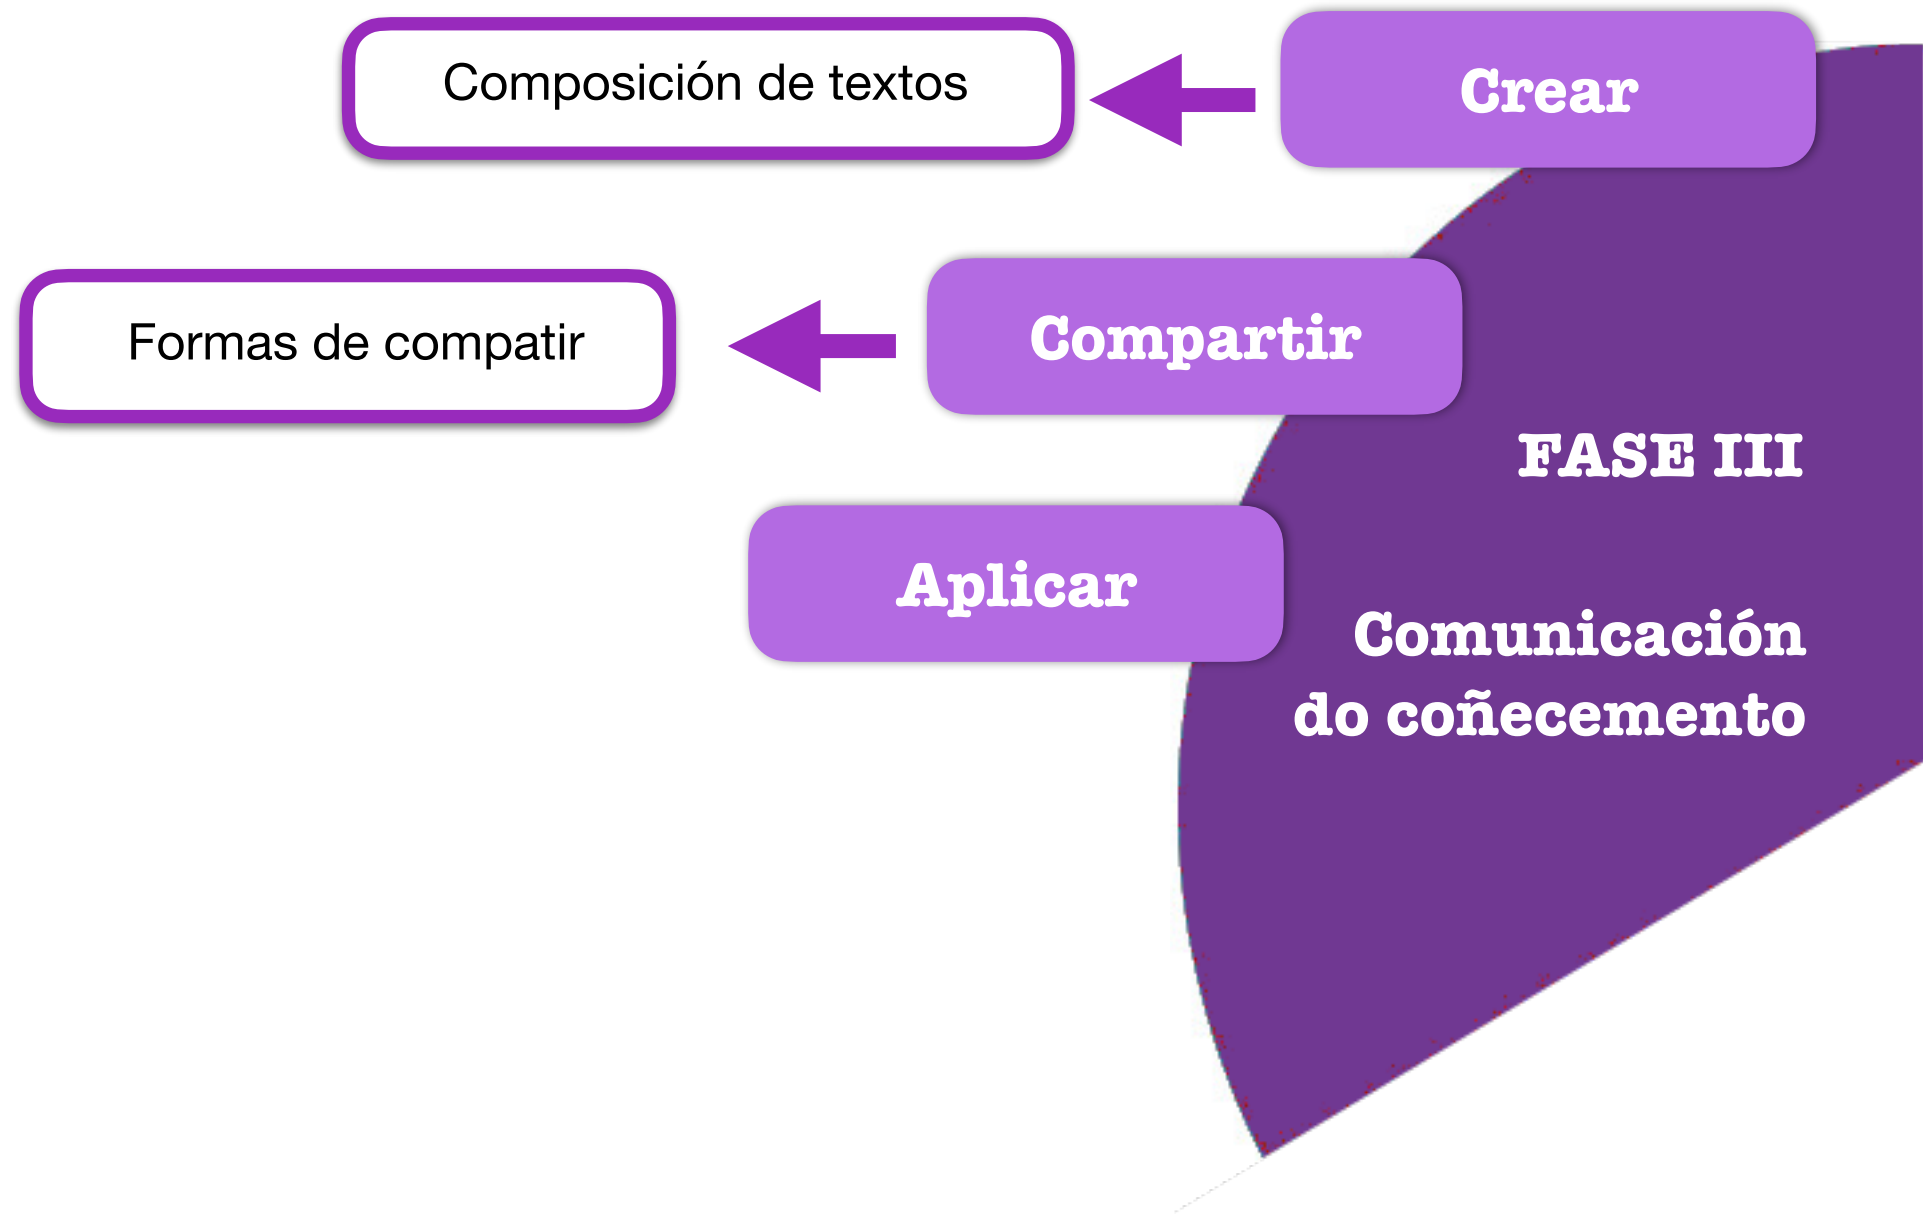 Composición de textos
Crear
Formas de compatir
Compartir
Aplicar
FASE III
Comunicación
do coñecemento